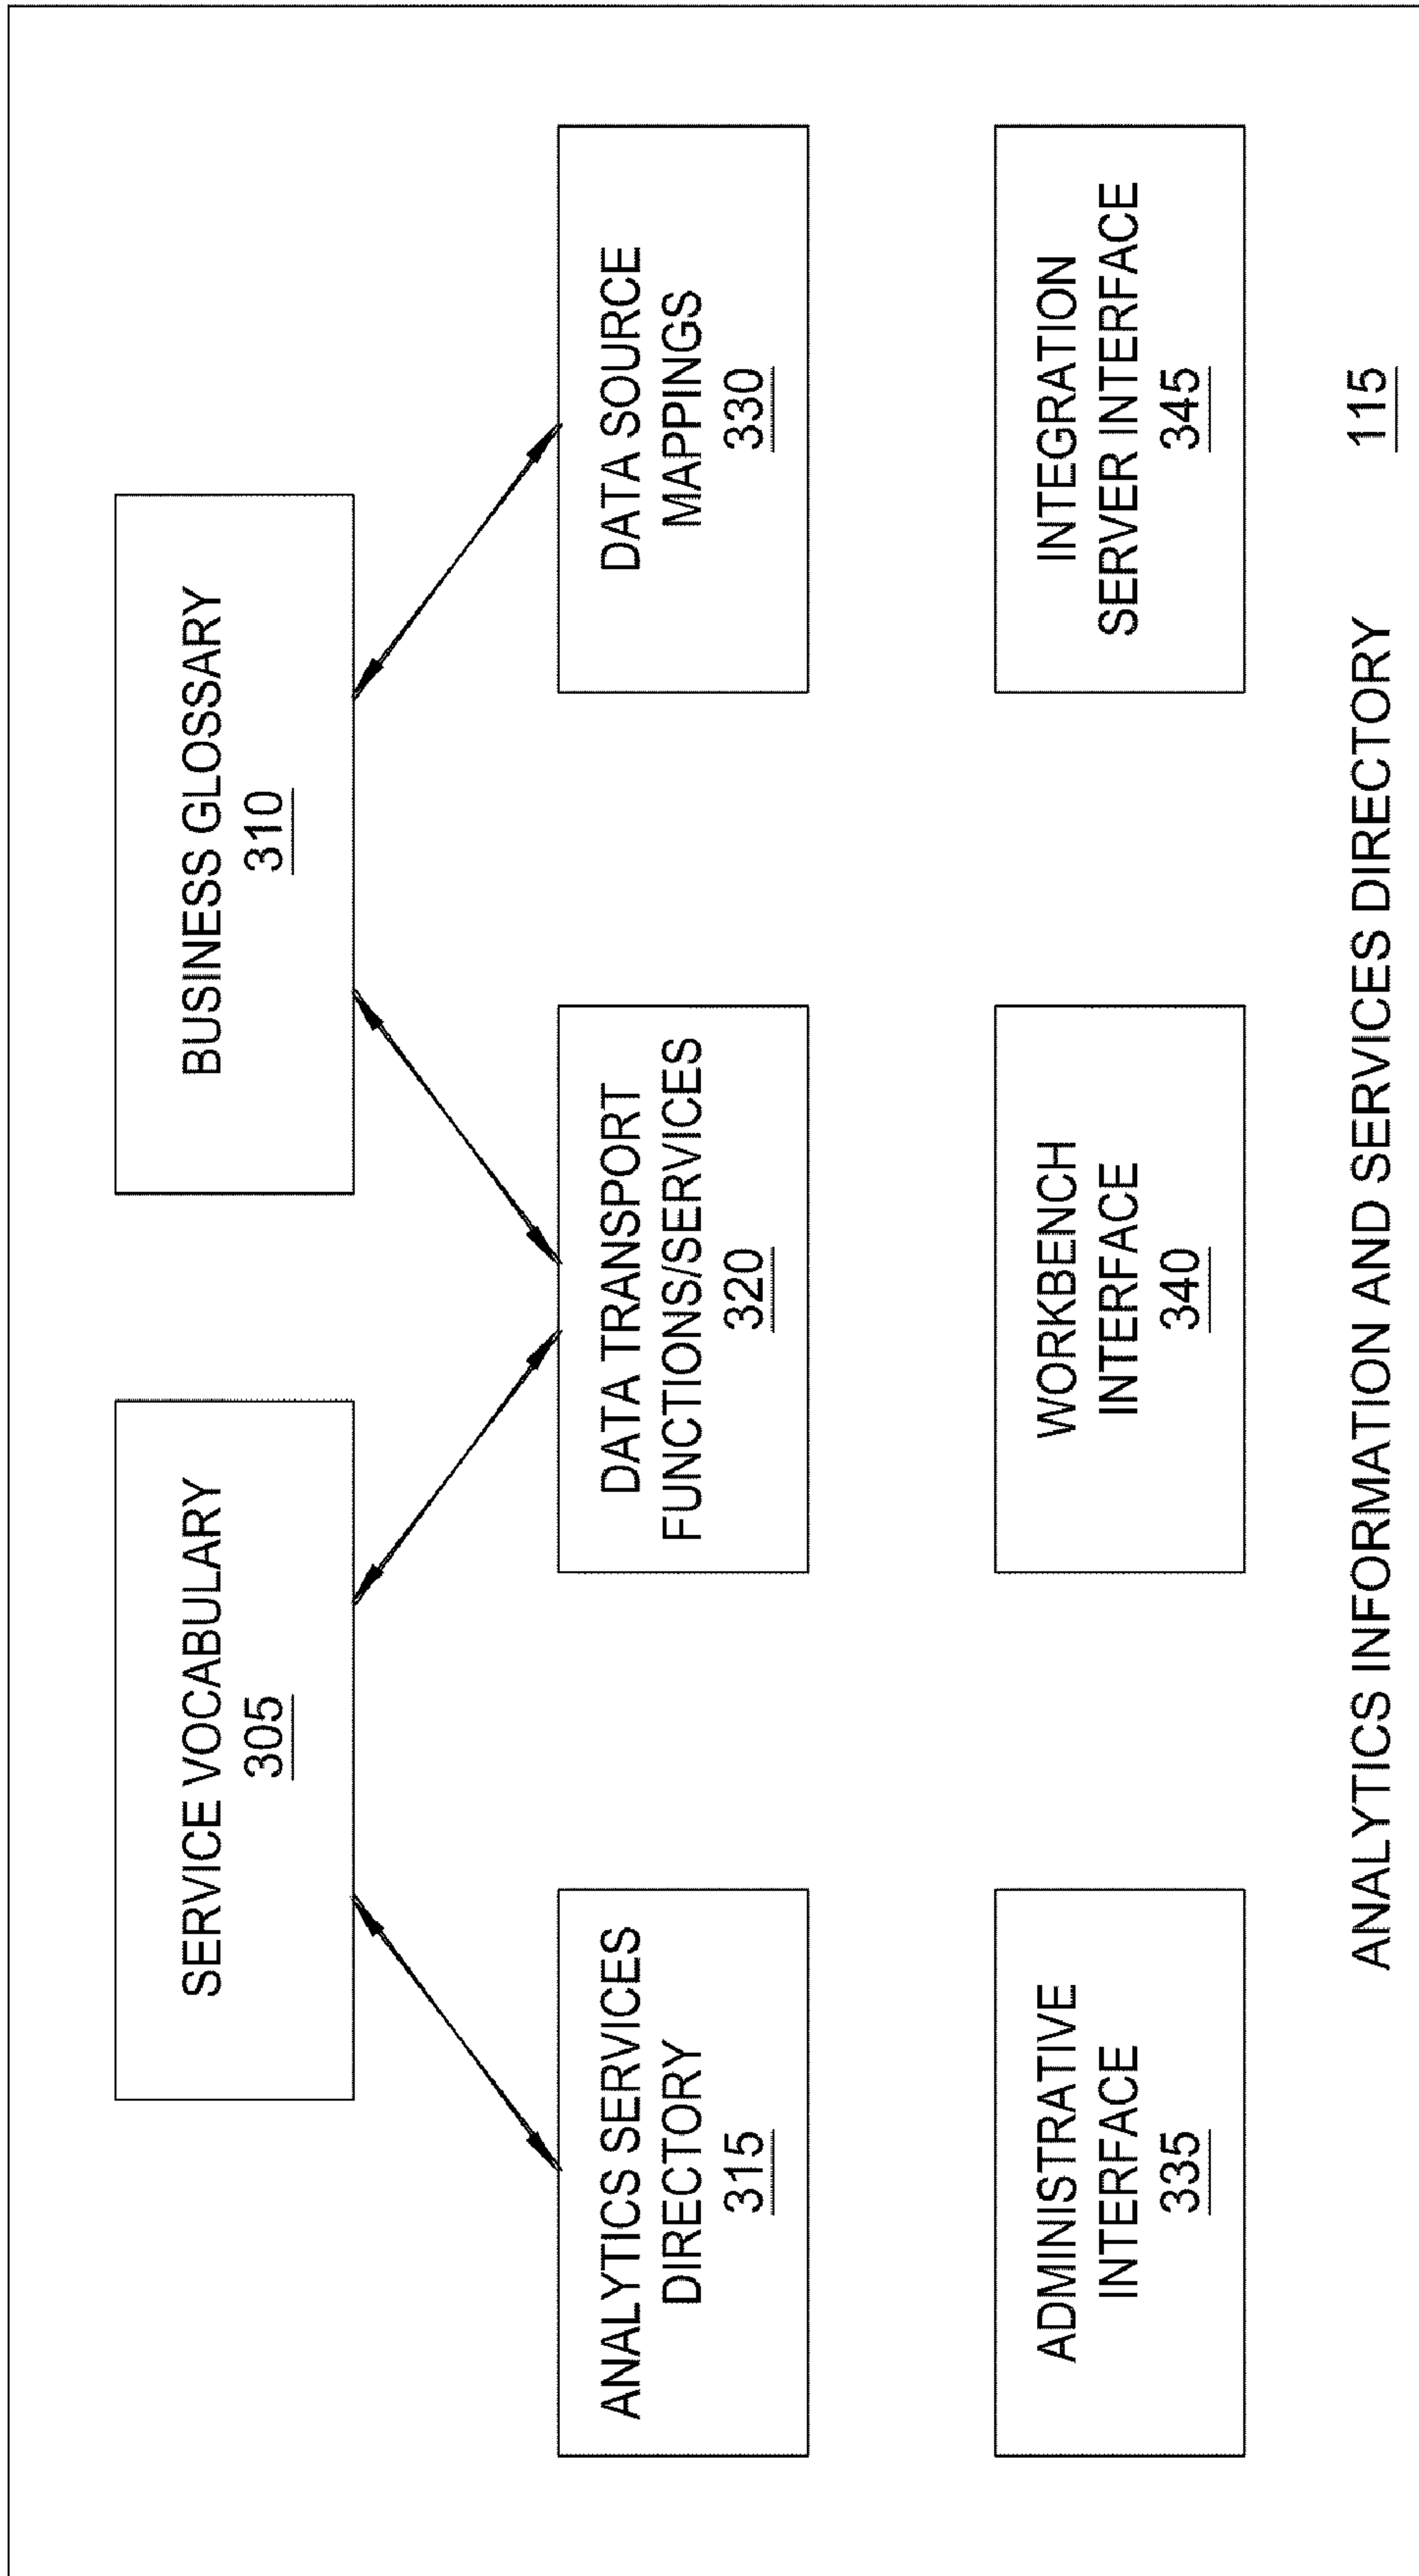 SERVICE VOCABULARY
305
BUSINESS GLOSSARY
310
ANALYTICS SERVICES
DIRECTORY
315
DATA TRANSPORT
FUNCTIONS/SERVICES
320
DATA SOURCE
MAPPINGS
330
ADMINISTRATIVE
INTERFACE
335
WORKBENCH
INTERFACE
340
INTEGRATION
SERVER INTERFACE
345
ANALYTICS INFORMATION AND SERVICES DIRECTORY 115